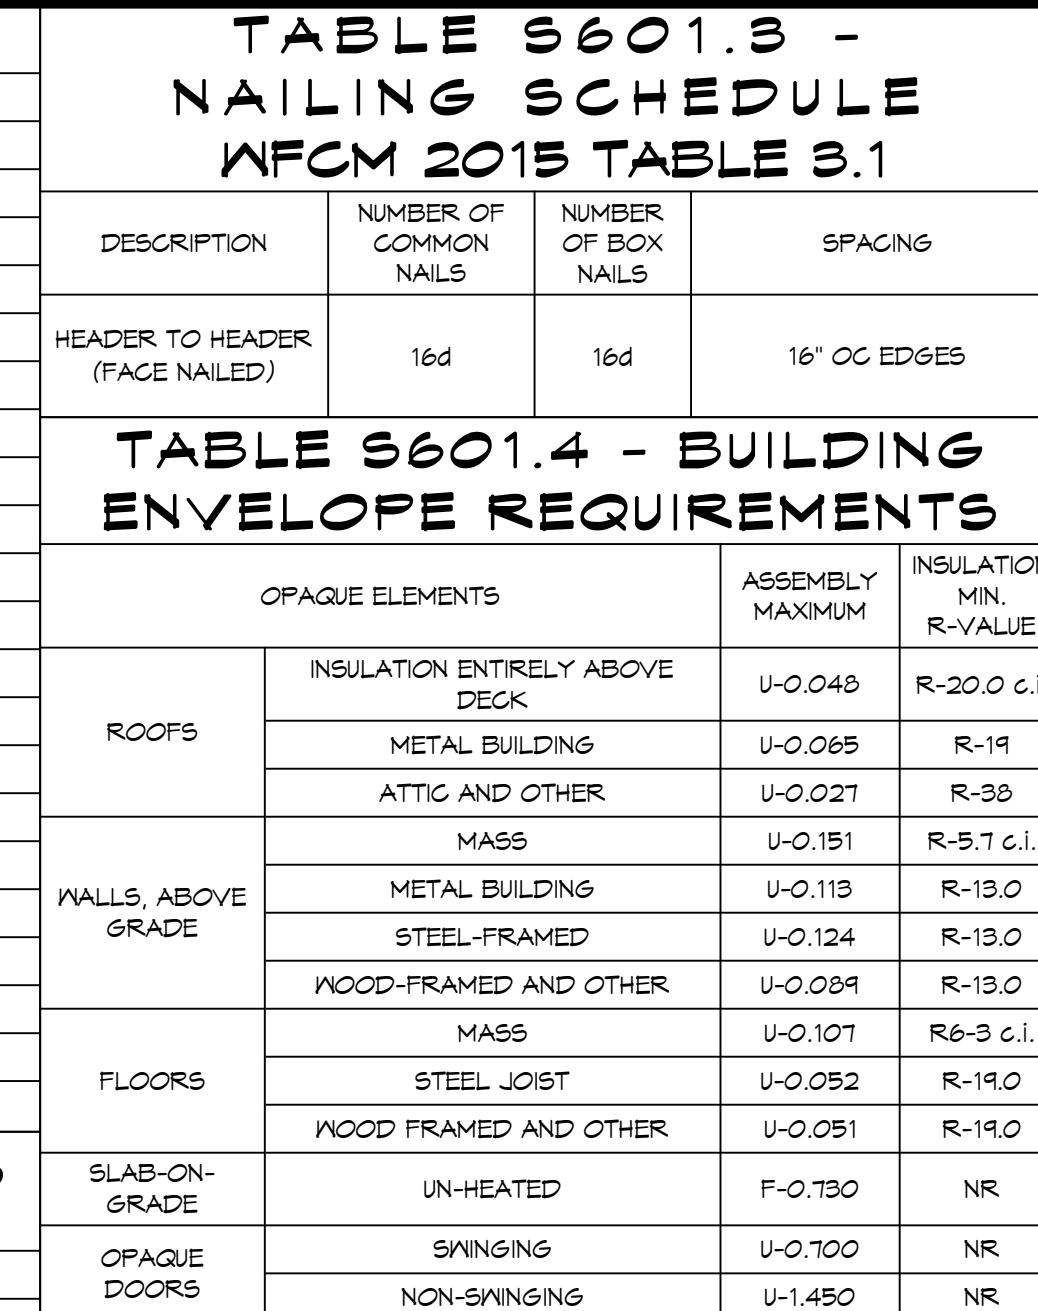 TABLE S601.3 -
NAILING SCHEDULE
WFCM 2015 TABLE 3.1
DESCRIPTION
NUMBER OF
COMMON
NAILS
NUMBER
OF BOX
NAILS
SPACING
HEADER TO HEADER
(FACE NAILED)
16d
16d
16" OC EDGES
TABLE S601.4 - BUILDING
ENVELOPE REQUIREMENTS
OPAQUE ELEMENTS
ASSEMBLY
MAXIMUM
INSULATION
MIN.
R-VALUE
ROOFS
INSULATION ENTIRELY ABOVE
DECK
U-0.048
R-20.0 c.i
METAL BUILDING
U-0.065
R-19
ATTIC AND OTHER
U-0.027
R-38
WALLS, ABOVE
GRADE
MASS
U-0.151
R-5.7 c.i.
METAL BUILDING
U-0.113
R-13.0
STEEL-FRAMED
U-0.124
R-13.0
WOOD-FRAMED AND OTHER
U-0.089
R-13.0
FLOORS
MASS
U-0.107
R6-3 c.i.
STEEL JOIST
U-0.052
R-19.0
WOOD FRAMED AND OTHER
U-0.051
R-19.0
SLAB-ON-
GRADE
UN-HEATED
F-0.730
NR
OPAQUE
DOORS
SWINGING
U-0.700
NR
NON-SWINGING
U-1.450
NR